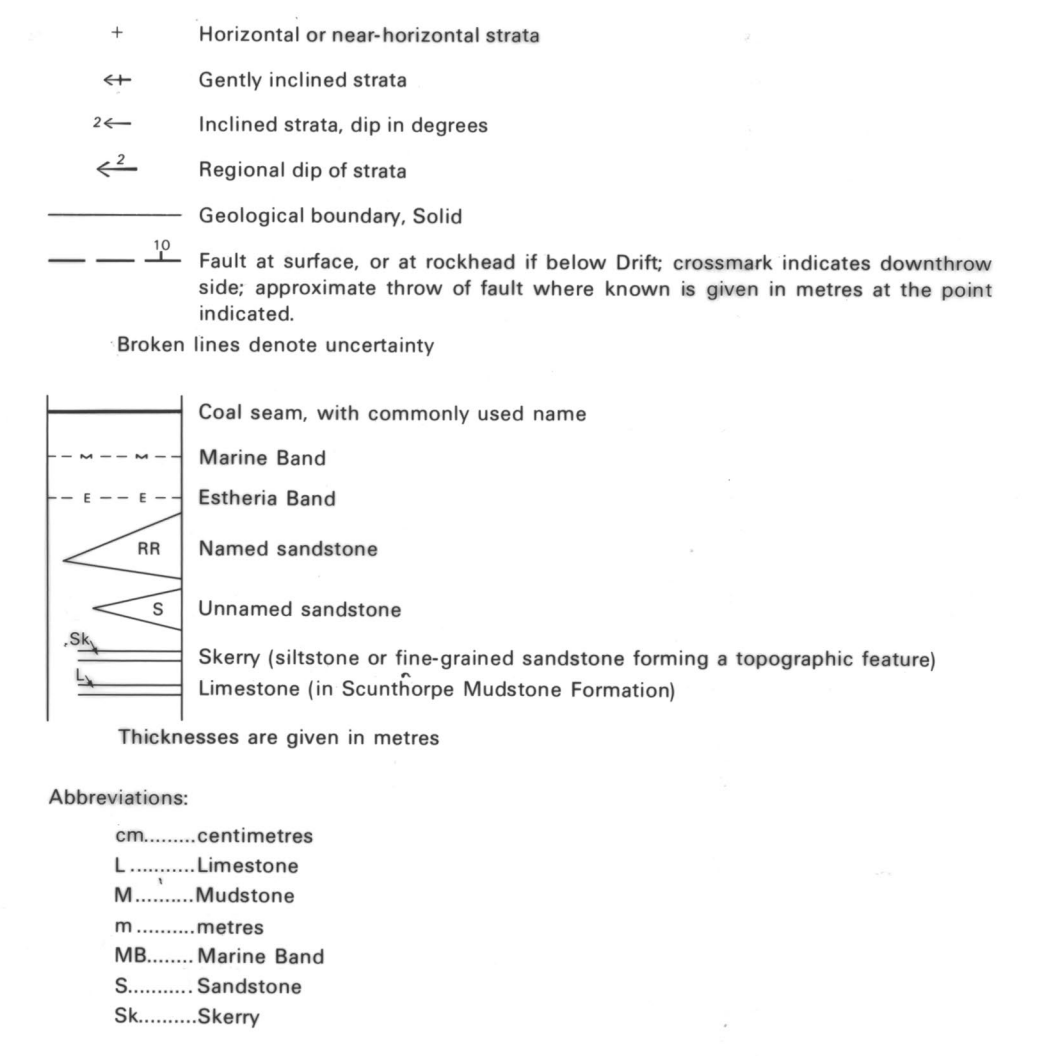 + Horizontal or near-horizontal strata
Gently inclined strata
2 Inclined strata, dip in degrees
2 Regional dip of strata
Geological boundary, Solid
10
Fault at surface, or at rockhead if below Drift; crossmark indicates downthrow
side; approximate throw of fault where known is given in metres at the point
indicated.
Broken lines denote uncertainty
Coal seam, with commonly used name
M M Marine Band
E E Estheria Band
RR Named sandstone
S Unnamed sandstone
Sk Skerry (siltstone or fine-grained sandstone forming a topographic feature)
L Limestone (in Scunthorpe Mudstone Formation)
Thicknesses are given in metres
Abbreviations:
cm.........centimetres
L ...........Limestone
M..........Mudstone
m ..........metres
MB........ Marine Band
S........... Sandstone
Sk..........Skerry